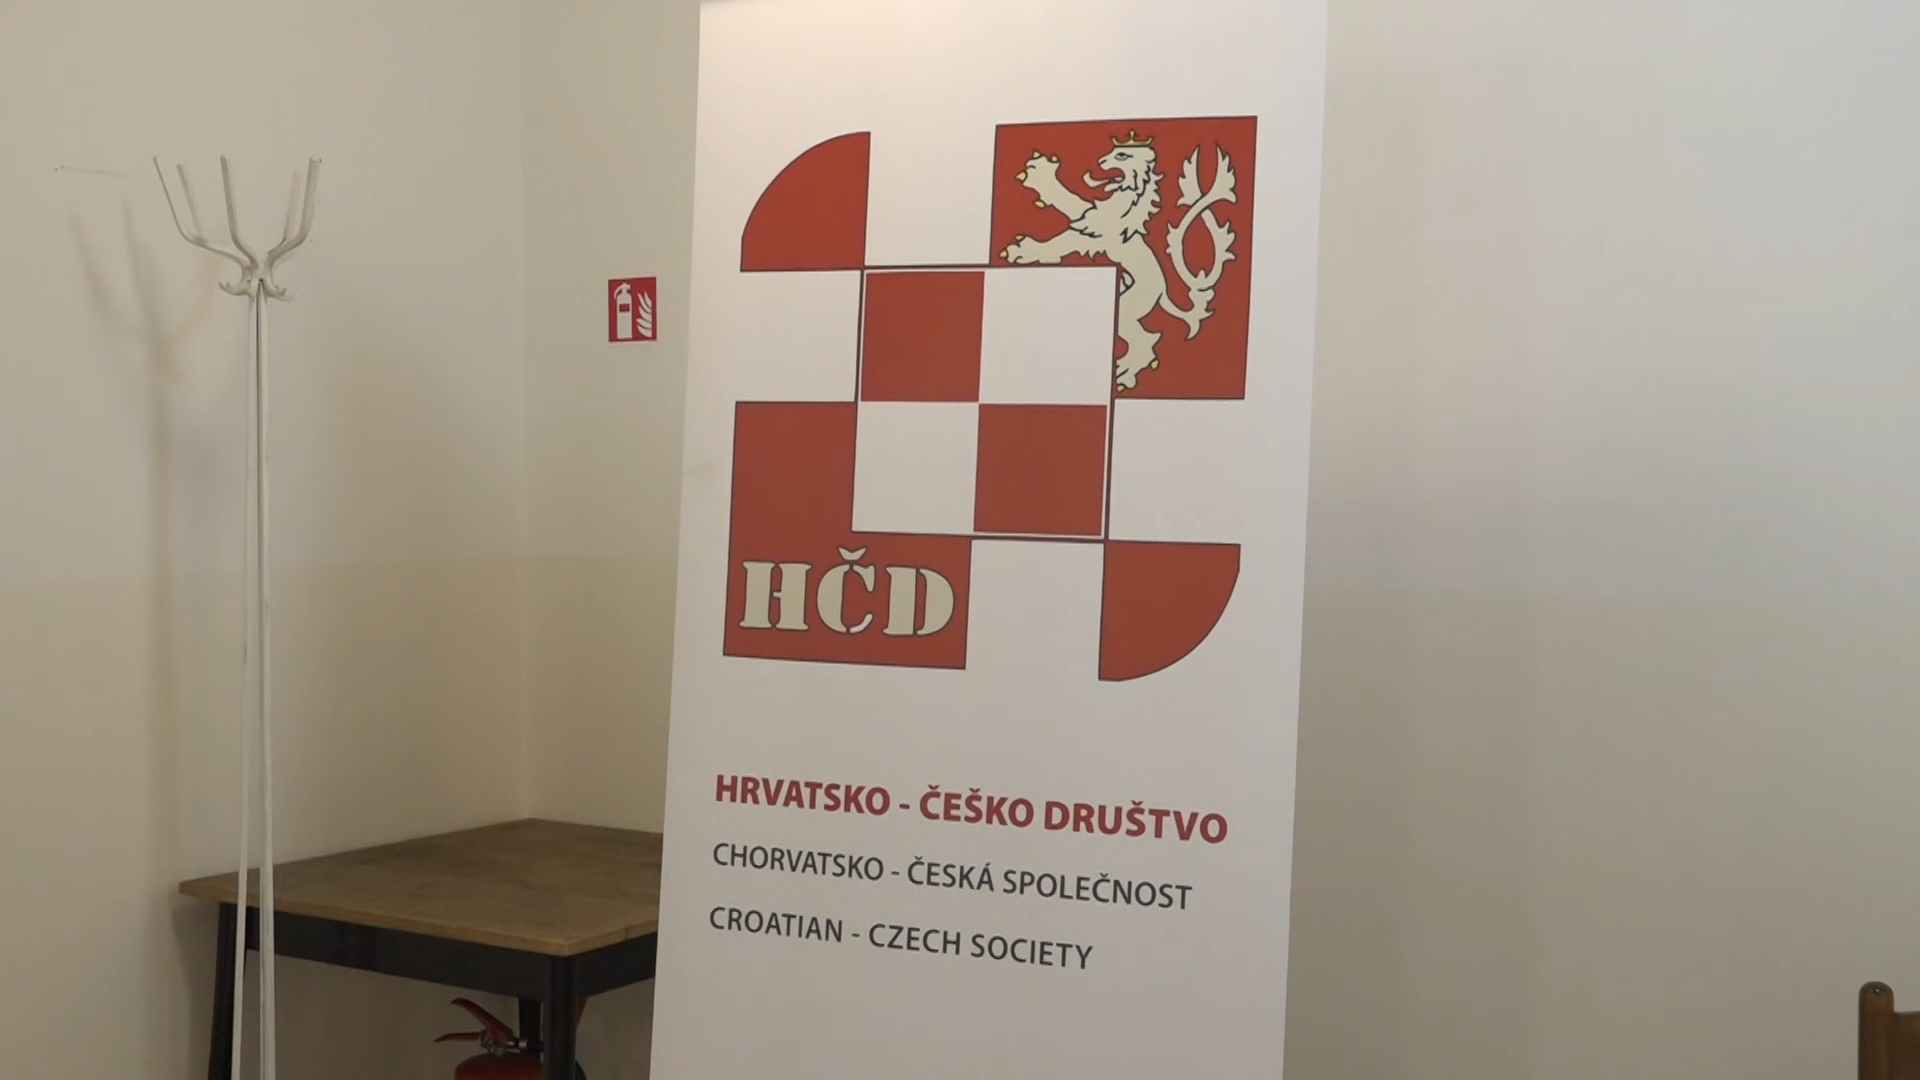 HČD
HRVATSKO - ČEŠKO DRUŠTVO
CHORVATSKO - ČESKÁ SPOLEČNOST
CROATIAN - CZECH SOCIETY